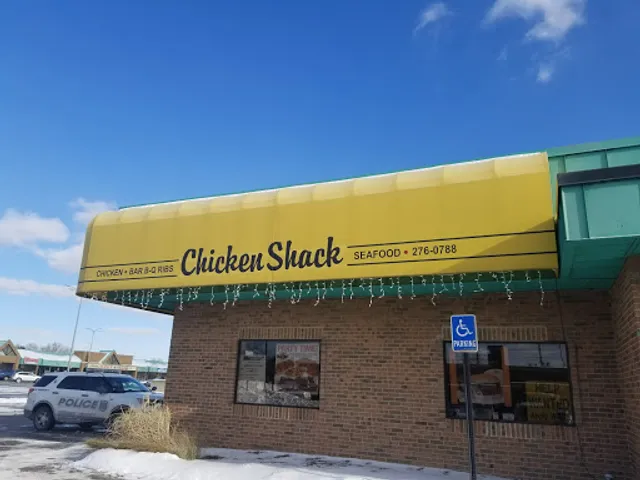 CHICKEN • BAR B-Q RIBS Chicken Shack SEAFOOD • 276-0788
PARKING
POLICE